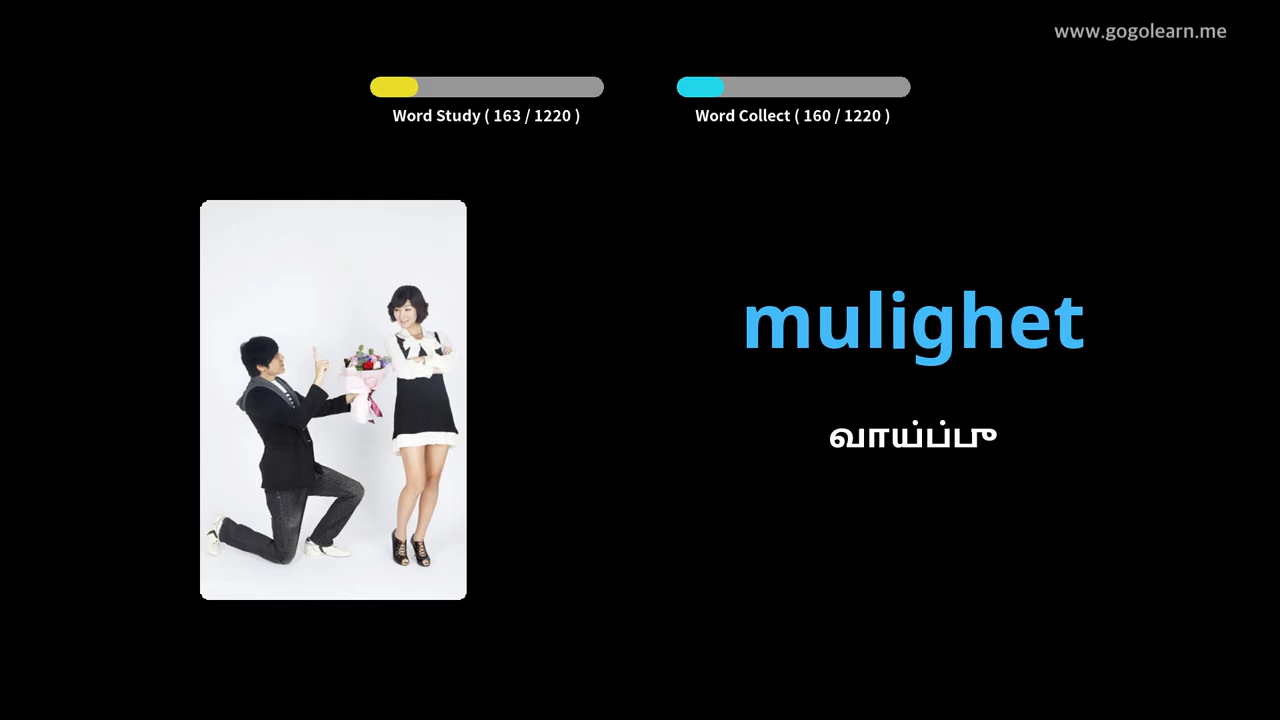 www.gogolearn.me
Word Study ( 163 / 1220 )
Word Collect ( 160 / 1220 )
mulighet
வாய்ப்பு